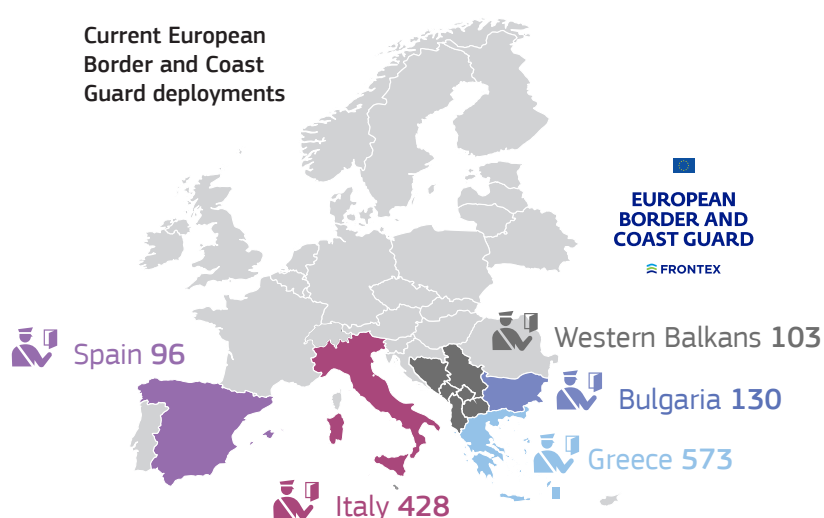 Current European
Border and Coast
Guard deployments
EUROPEAN
BORDER AND
COAST GUARD
FRONTEX
Western Balkans 103
Spain 96
Bulgaria 130
Greece 573
Italy 428